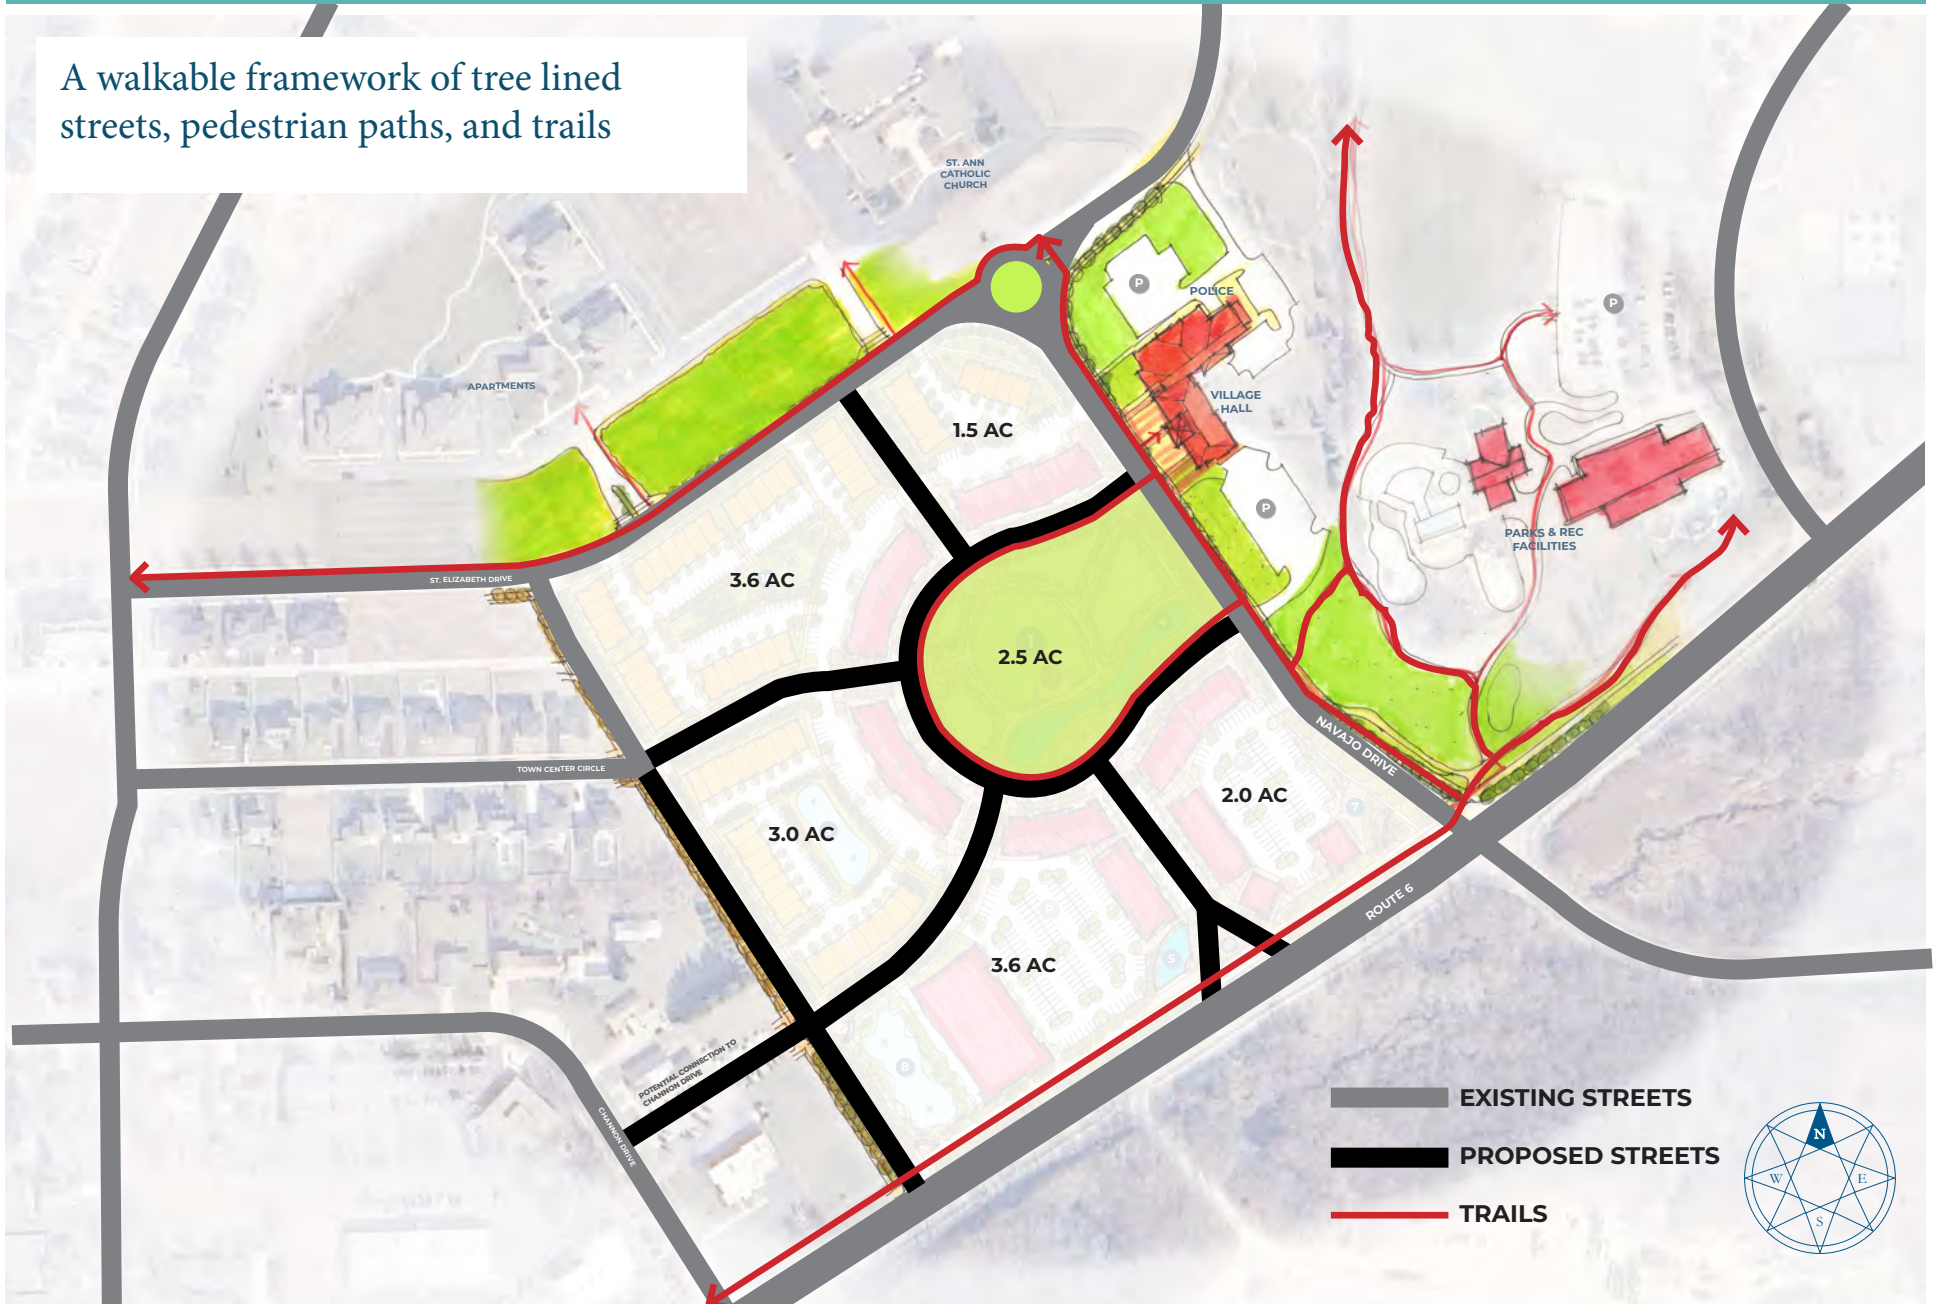 A walkable framework of tree lined
streets, pedestrian paths, and trails
ST. ANN
CATHOLIC
CHURCH
P
POLICE
P
APARTMENTS
VILLAGE
HALL
1.5 AC
P
PARKS & REC
FACILITIES
3.6 AC
ST. ELIZABETH DRIVE
2.5 AC
NAVAJO DRIVE
TOWN CENTER CIRCLE
2.0 AC
7
3.0 AC
ROUTE 6
3.6 AC
5
8
POTENTIAL CONNECTION TO
CHANNON DRIVE
CHANNON DRIVE
EXISTING STREETS
PROPOSED STREETS
TRAILS
N
W
E
S